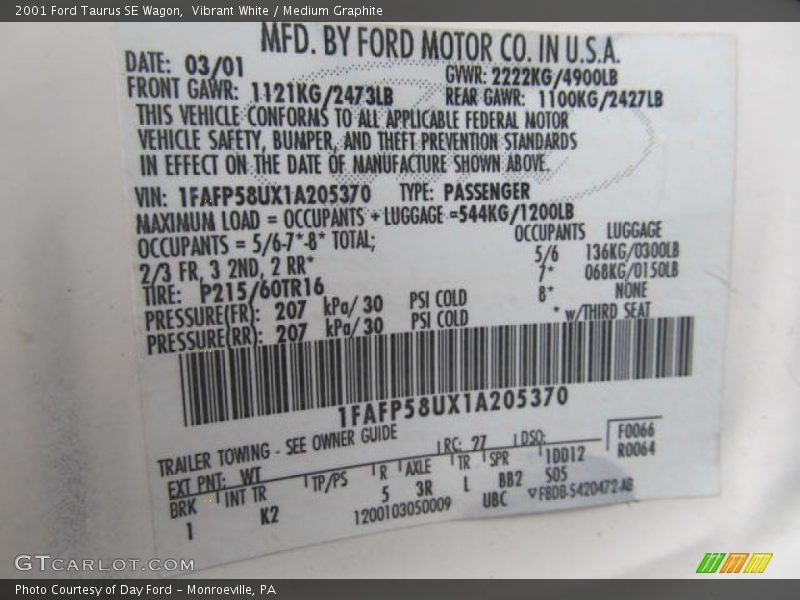 2001 Ford Taurus SE Wagon,  Vibrant White / Medium Graphite
MFD. BY FORD MOTOR CO. IN U.S.A.
DATE: 03/01 GVWR: 2222KG/4900LB
FRONT GAWR: 1121KG/2473LB REAR GAWR: 1100KG/2427LB
THIS VEHICLE CONFORMS TO ALL APPLICABLE FEDERAL MOTOR
VEHICLE SAFETY, BUMPER, AND THEFT PREVENTION STANDARDS
IN EFFECT ON THE DATE OF MANUFACTURE SHOWN ABOVE.
VIN: 1FAFP58UX1A205370 TYPE: PASSENGER
MAXIMUM LOAD = OCCUPANTS + LUGGAGE =544KG/1200LB
OCCUPANTS = 5/6-7*-8* TOTAL; OCCUPANTS LUGGAGE
2/3 FR, 3 2ND, 2 RR* 5/6 136KG/0300LB
TIRE: P215/60TR16 7* 068KG/0150LB
PRESSURE(FR): 207 kPa/ 30 PSI COLD 8* NONE
PRESSURE(RR): 207 kPa/ 30 PSI COLD * w/THIRD SEAT
1FAFP58UX1A205370
TRAILER TOWING - SEE OWNER GUIDE
EXT PNT: WT RC: 27 DSO: F0066
BRK INT TR TP/PS R AXLE TR SPR 1DD12 R0064
1 K2 5 3R L BB2 S05
1200103050009 UBC F8DB-5420472-AB
GTCARLOT.COM
Photo Courtesy of Day Ford – Monroeville, PA